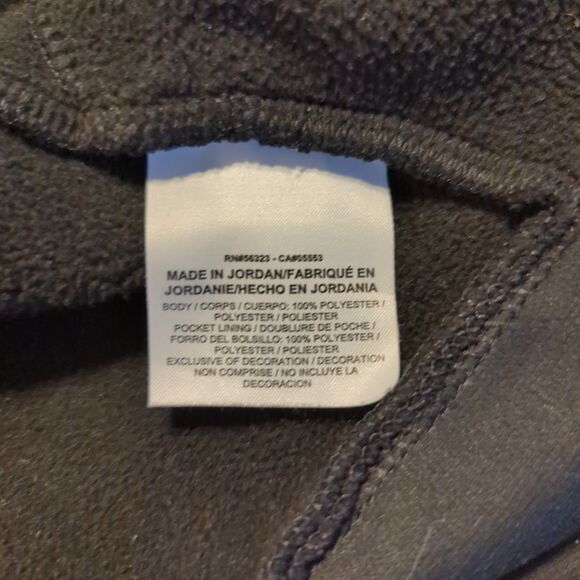 RN#56323 - CA#05553
MADE IN JORDAN/FABRIQUÉ EN
JORDANIE/HECHO EN JORDANIA
BODY / CORPS / CUERPO: 100% POLYESTER /
POLYESTER / POLIESTER
POCKET LINING / DOUBLURE DE POCHE /
FORRO DEL BOLSILLO: 100% POLYESTER /
POLYESTER / POLIESTER
EXCLUSIVE OF DECORATION / DECORATION
NON COMPRISE / NO INCLUYE LA
DECORACION